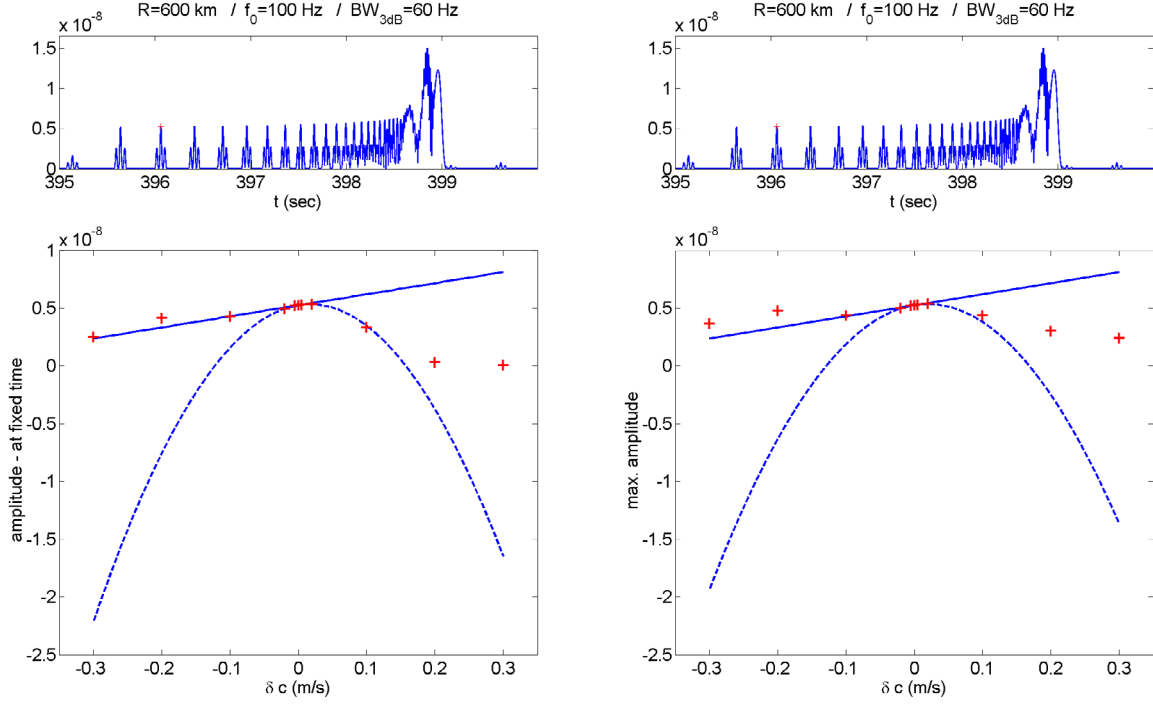 R=600 km / f0=100 Hz / BW3dB=60 Hz
x 10-8
1.5
1
0.5
0
395 396 397 398 399
t (sec)
R=600 km / f0=100 Hz / BW3dB=60 Hz
x 10-8
1.5
1
0.5
0
395 396 397 398 399
t (sec)
x 10-8
1
0.5
0
-0.5
-1
-1.5
-2
-2.5
amplitude - at fixed time
-0.3 -0.2 -0.1 0 0.1 0.2 0.3
δ c (m/s)
x 10-8
1
0.5
0
-0.5
-1
-1.5
-2
-2.5
max. amplitude
-0.3 -0.2 -0.1 0 0.1 0.2 0.3
δ c (m/s)